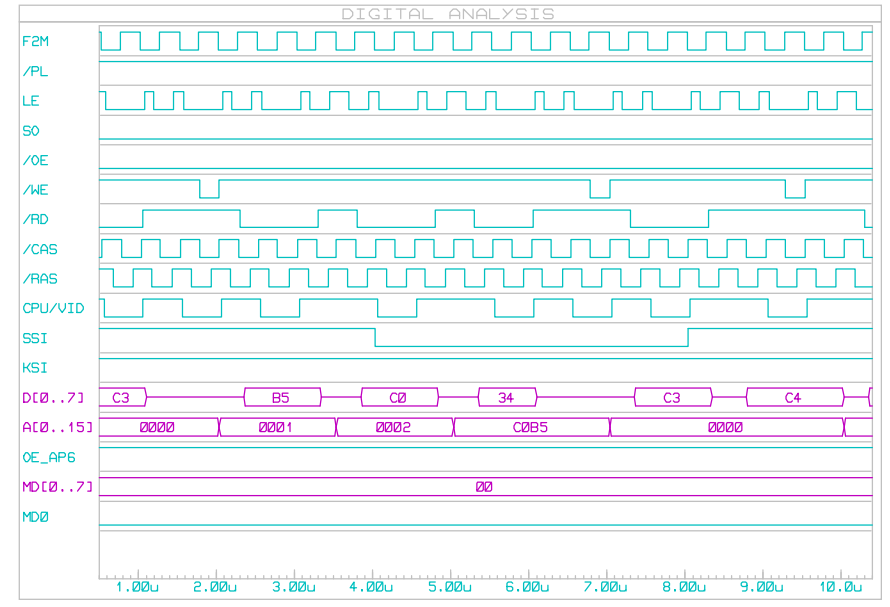 DIGITAL ANALYSIS
F2M
/PL
LE
SO
/OE
/WE
/RD
/CAS
/RAS
CPU/VID
SSI
KSI
D[0..7] C3 B5 C0 34 C3 C4
A[0..15] 0000 0001 0002 C0B5 0000
OE_AP6
MD[0..7] 00
MD0
1.00u 2.00u 3.00u 4.00u 5.00u 6.00u 7.00u 8.00u 9.00u 10.0u